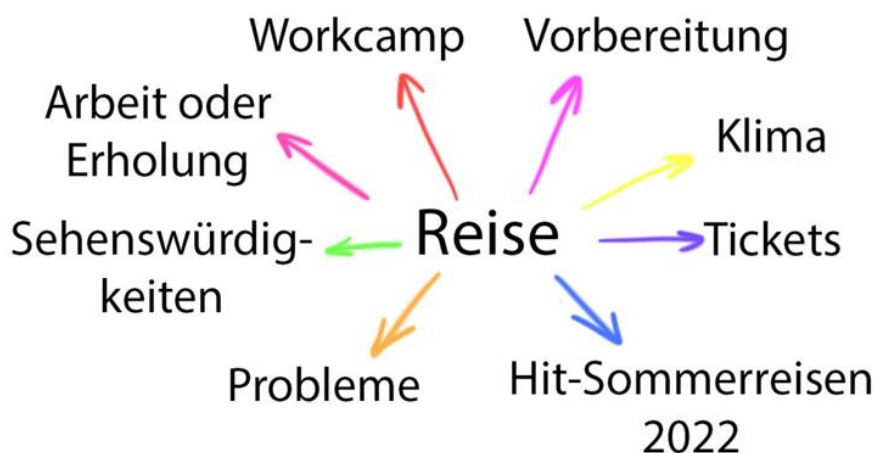 Workcamp
Vorbereitung
Arbeit oder
Erholung
Klima
Sehenswürdig-
keiten
Reise
Tickets
Probleme
Hit-Sommerreisen
2022